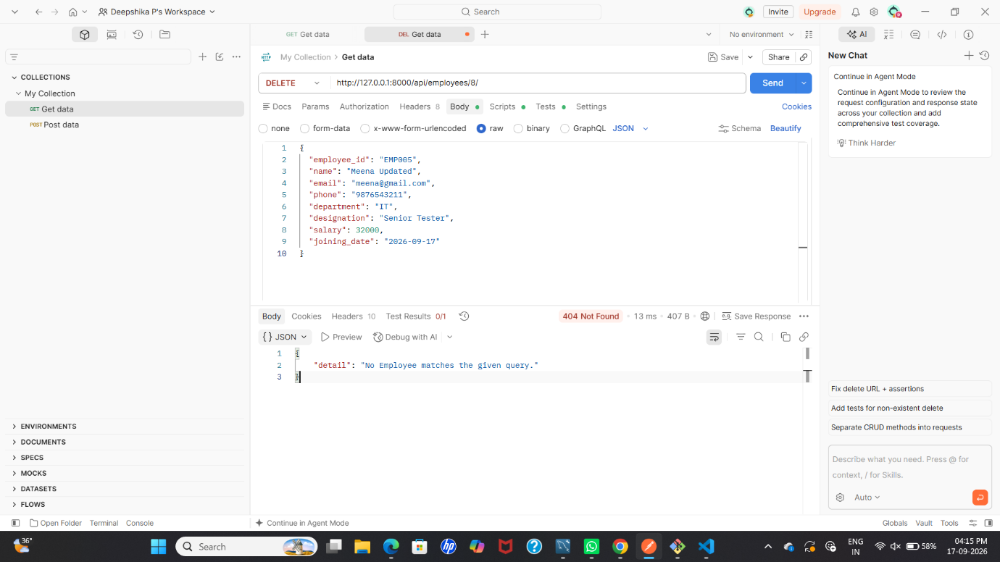 Deepshika P's Workspace
Search
Invite
Upgrade
GET Get data
DEL Get data
No environment
AI
My Collection > Get data
Save
Share
New Chat
COLLECTIONS
My Collection
GET Get data
POST Post data
DELETE
http://127.0.0.1:8000/api/employees/8/
Send
Docs Params Authorization Headers 8 Body Scripts Tests Settings
Cookies
none form-data x-www-form-urlencoded raw binary GraphQL JSON
Schema Beautify
1 {
2 "employee_id": "EMP005",
3 "name": "Meena Updated",
4 "email": "meena@gmail.com",
5 "phone": "9876543211",
6 "department": "IT",
7 "designation": "Senior Tester",
8 "salary": 32000,
9 "joining_date": "2026-09-17"
10 }
Body Cookies Headers 10 Test Results 0/1
404 Not Found • 13 ms • 407 B
Save Response
{} JSON Preview Debug with AI
1 {
2 "detail": "No Employee matches the given query."
3 }
Continue in Agent Mode
Continue in Agent Mode to review the
request configuration and response state
across your collection and add
comprehensive test coverage.
Think Harder
Fix delete URL + assertions
Add tests for non-existent delete
Separate CRUD methods into requests
Describe what you need. Press @ for
context, / for Skills.
Auto
ENVIRONMENTS
DOCUMENTS
SPECS
MOCKS
DATASETS
FLOWS
Open Folder Terminal Console
Continue in Agent Mode
Globals Vault Tools
36°
Search
ENG
IN
58%
04:15 PM
17-09-2026